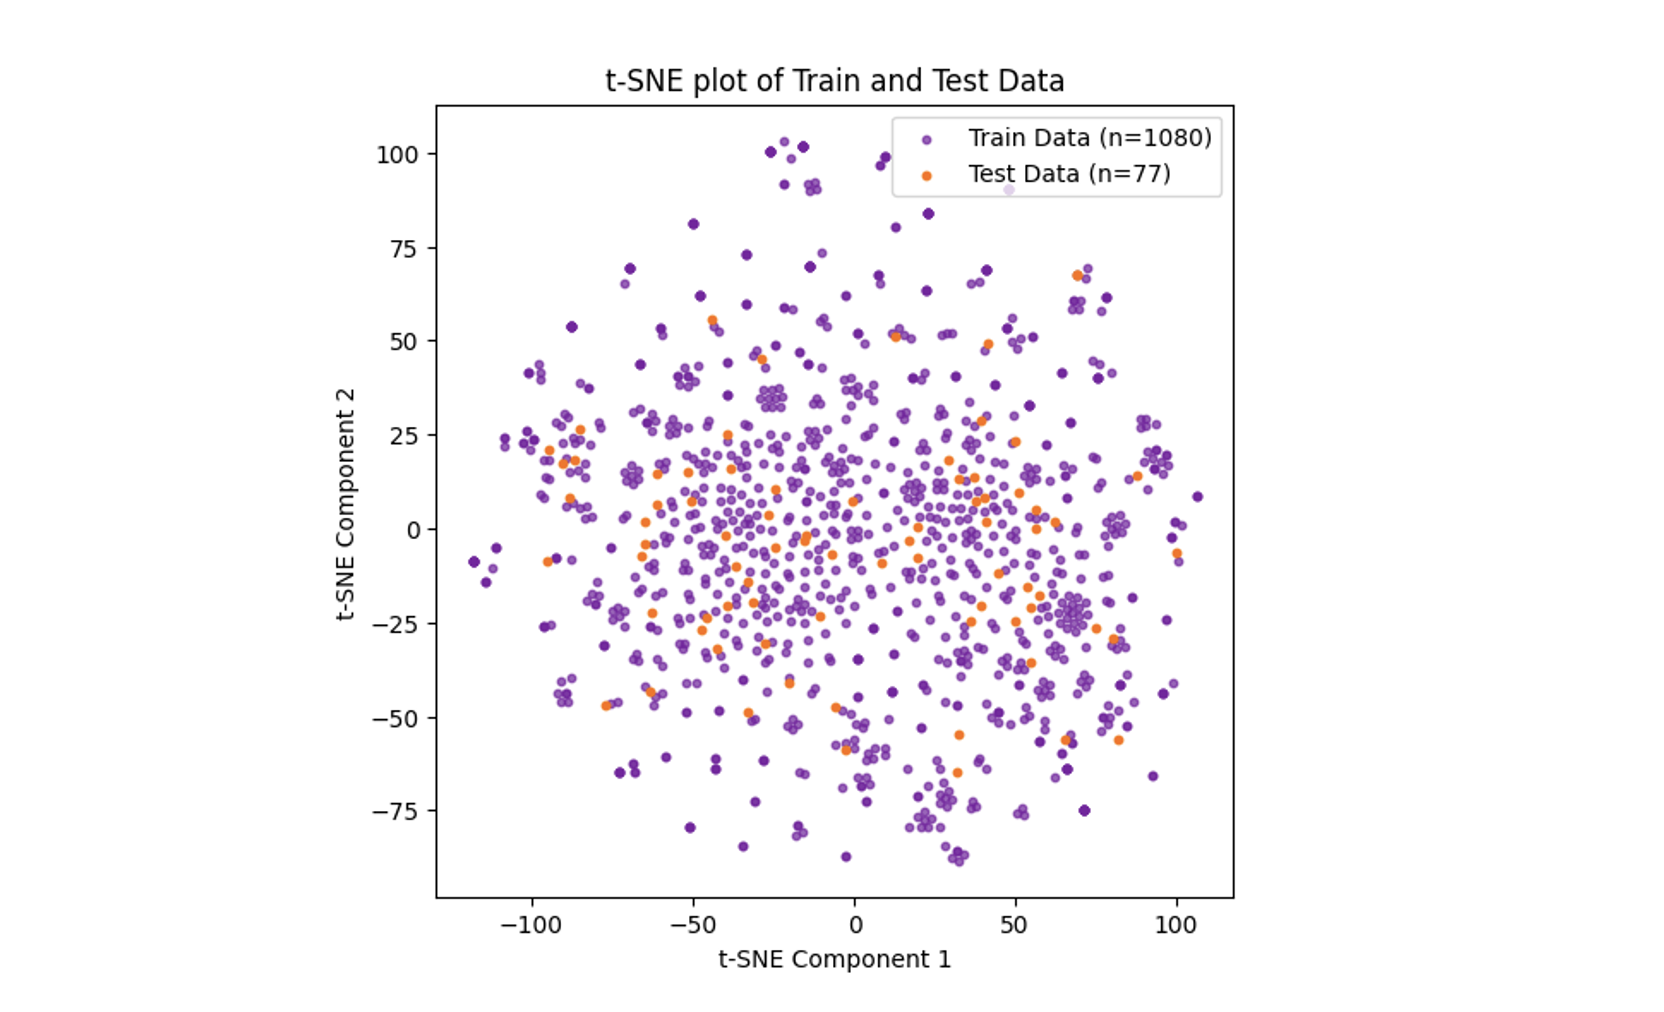 t-SNE plot of Train and Test Data
Train Data (n=1080)
Test Data (n=77)
100
75
50
25
0
−25
−50
−75
t-SNE Component 2
−100
−50
0
50
100
t-SNE Component 1